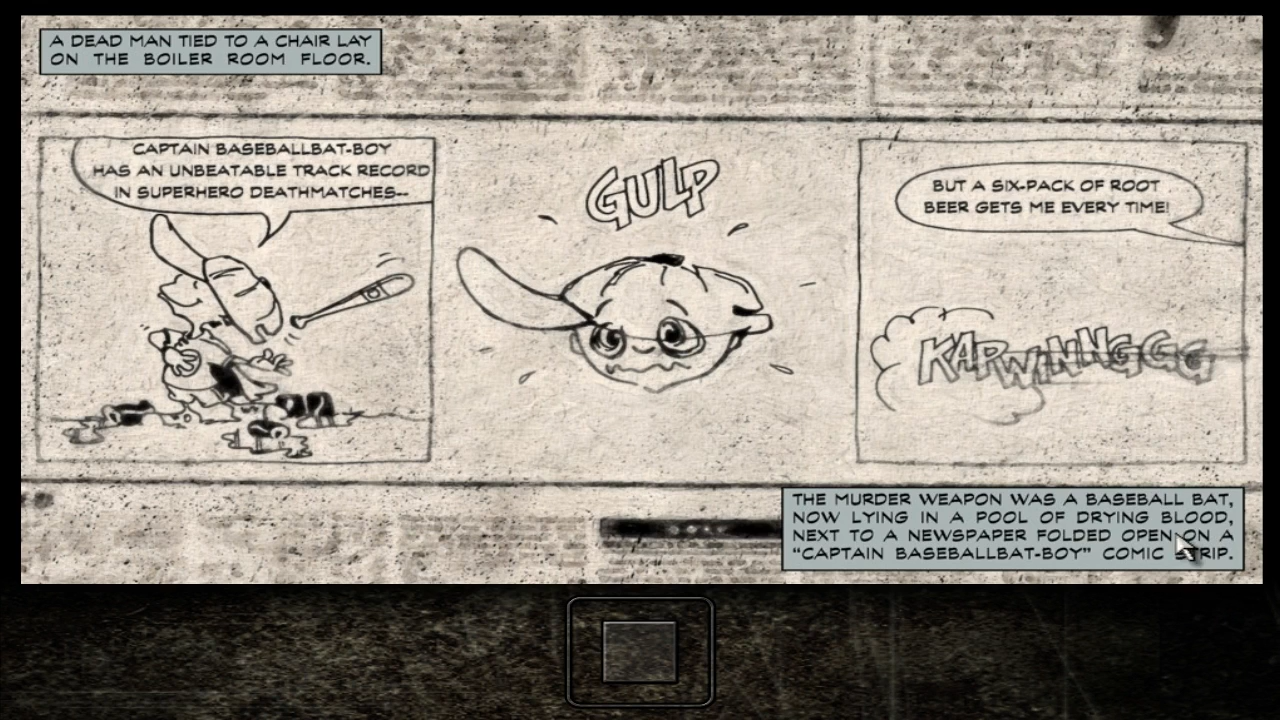 A DEAD MAN TIED TO A CHAIR LAY
ON THE BOILER ROOM FLOOR.
CAPTAIN BASEBALLBAT-BOY
HAS AN UNBEATABLE TRACK RECORD
IN SUPERHERO DEATHMATCHES--
GULP
BUT A SIX-PACK OF ROOT
BEER GETS ME EVERY TIME!
KAPWINNGGG
THE MURDER WEAPON WAS A BASEBALL BAT,
NOW LYING IN A POOL OF DRYING BLOOD,
NEXT TO A NEWSPAPER FOLDED OPEN ON A
“CAPTAIN BASEBALLBAT-BOY” COMIC STRIP.